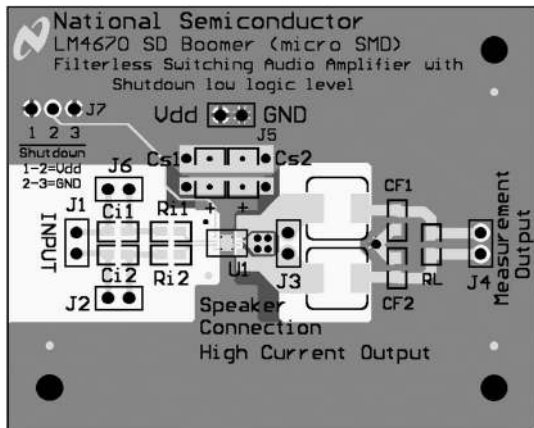 National Semiconductor
LM4670 SD Boomer (micro SMD)
Filterless Switching Audio Amplifier with
Shutdown low logic level
J7
1 2 3
Shutdown
1-2=Vdd
2-3=GND
Vdd GND
J5
Cs1 Cs2
J6
J1 Ci1 Ri1
+ +
INPUT
Ci2 Ri2
U1
J2
J3
CF1
CF2
RL
J4
Measurement
Output
Speaker
Connection
High Current Output